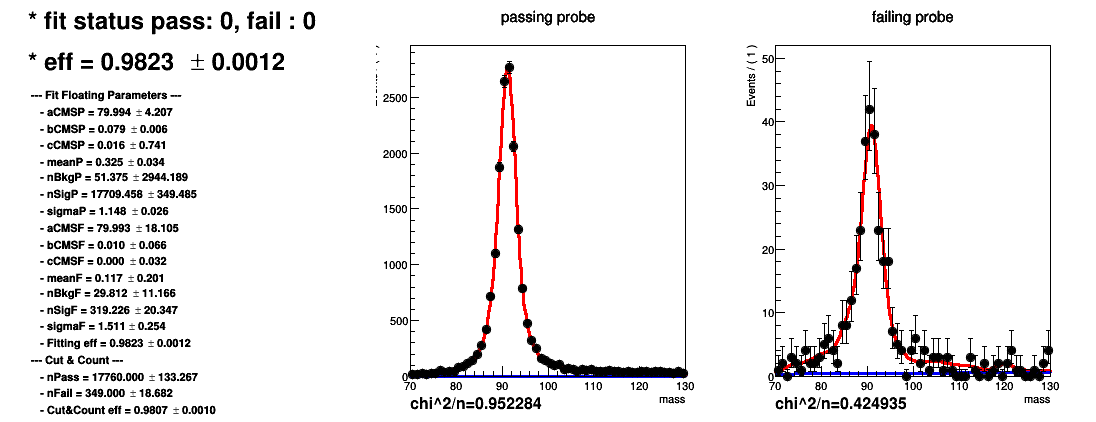 * fit status pass: 0, fail : 0
* eff = 0.9823 ± 0.0012
--- Fit Floating Parameters ---
- aCMSP = 79.994 ± 4.207
- bCMSP = 0.079 ± 0.006
- cCMSP = 0.016 ± 0.741
- meanP = 0.325 ± 0.034
- nBkgP = 51.375 ± 2944.189
- nSigP = 17709.458 ± 349.485
- sigmaP = 1.148 ± 0.026
- aCMSF = 79.993 ± 18.105
- bCMSF = 0.010 ± 0.066
- cCMSF = 0.000 ± 0.032
- meanF = 0.117 ± 0.201
- nBkgF = 29.812 ± 11.166
- nSigF = 319.226 ± 20.347
- sigmaF = 1.511 ± 0.254
- Fitting eff = 0.9823 ± 0.0012
--- Cut & Count ---
- nPass = 17760.000 ± 133.267
- nFail = 349.000 ± 18.682
- Cut&Count eff = 0.9807 ± 0.0010
passing probe
2500
2000
1500
1000
500
0
70 80 90 100 110 120 130
mass
chi^2/n=0.952284
failing probe
Events / ( 1 )
50
40
30
20
10
0
70 80 90 100 110 120 130
mass
chi^2/n=0.424935